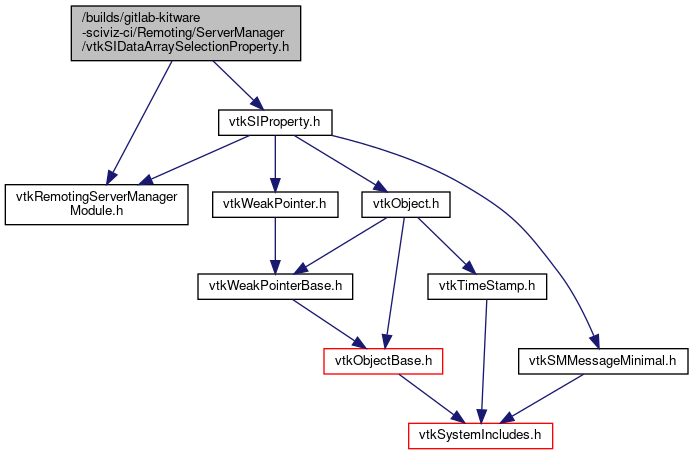 /builds/gitlab-kitware
-sciviz-ci/Remoting/ServerManager
/vtkSIDataArraySelectionProperty.h
vtkSIProperty.h
vtkRemotingServerManager
Module.h
vtkWeakPointer.h
vtkObject.h
vtkWeakPointerBase.h
vtkTimeStamp.h
vtkObjectBase.h
vtkSMMessageMinimal.h
vtkSystemIncludes.h